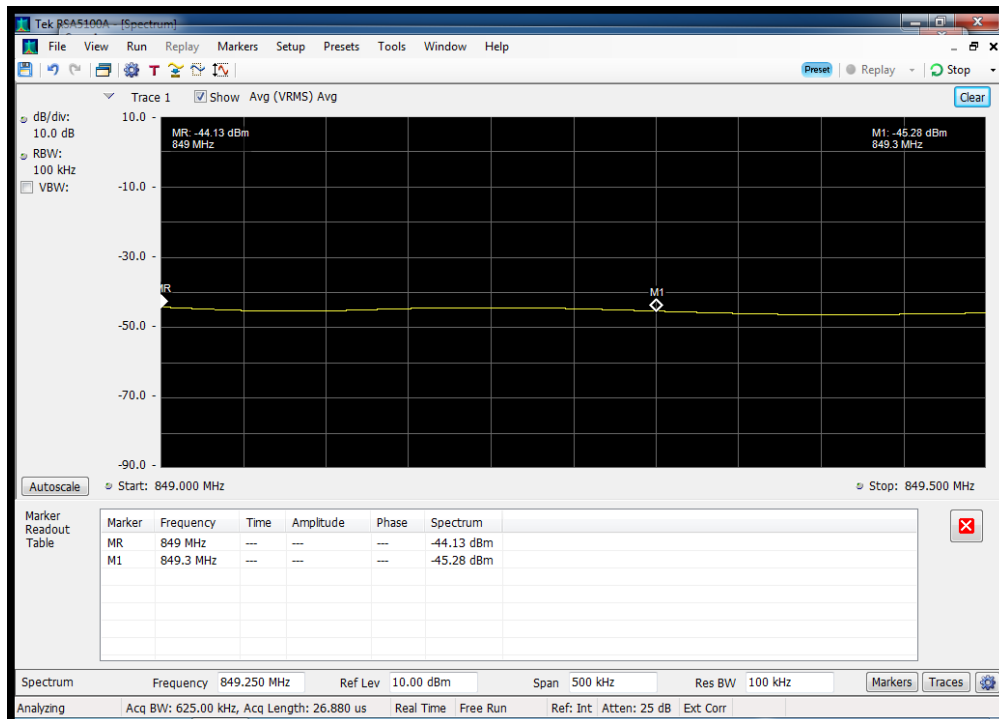 Tek RSA5100A - [Spectrum]
File View Run Replay Markers Setup Presets Tools Window Help
T Preset Replay Stop
Trace 1 Show Avg (VRMS) Avg Clear
dB/div:
10.0 dB
RBW:
100 kHz
VBW:
10.0
-10.0
-30.0
-50.0
-70.0
-90.0
MR: -44.13 dBm
849 MHz
M1: -45.28 dBm
849.3 MHz
MR
M1
Autoscale Start: 849.000 MHz Stop: 849.500 MHz
Marker
Readout
Table
Marker Frequency Time Amplitude Phase Spectrum
MR 849 MHz --- --- --- -44.13 dBm
M1 849.3 MHz --- --- --- -45.28 dBm
Spectrum Frequency 849.250 MHz Ref Lev 10.00 dBm Span 500 kHz Res BW 100 kHz Markers Traces
Analyzing Acq BW: 625.00 kHz, Acq Length: 26.880 us Real Time Free Run Ref: Int Atten: 25 dB Ext Corr